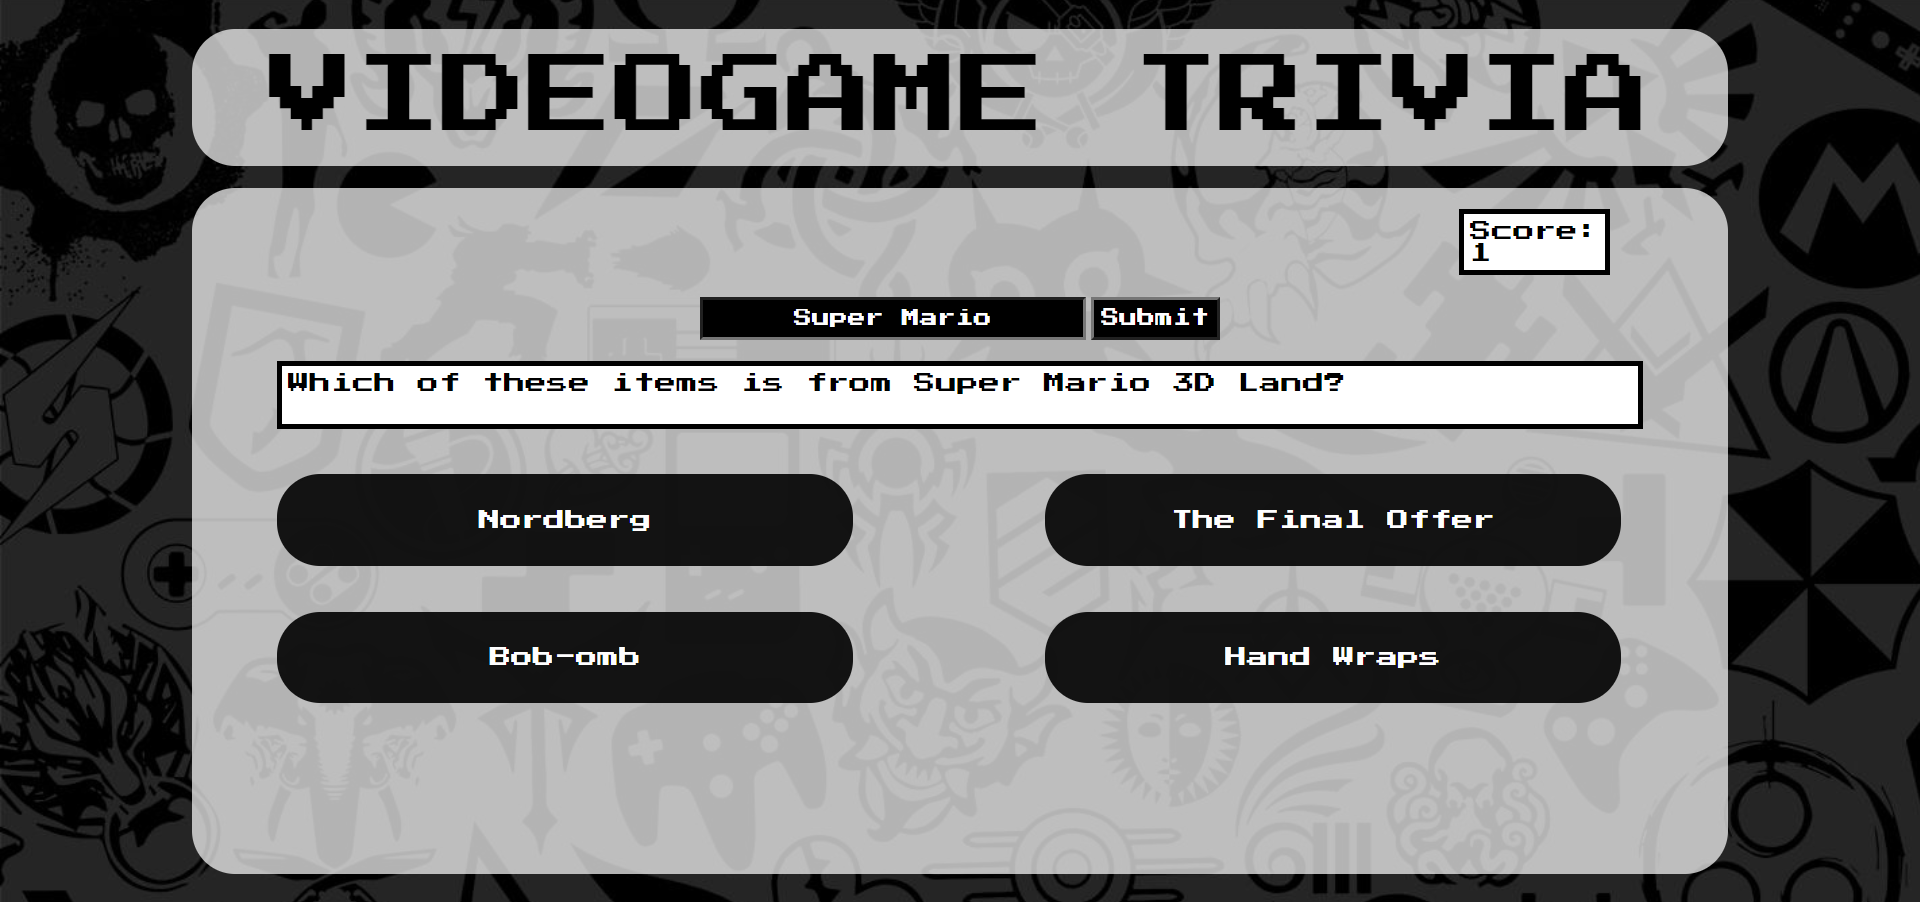 VIDEOGAME TRIVIA
Score:
1
Super Mario
Submit
Which of these items is from Super Mario 3D Land?
Nordberg
The Final Offer
Bob-omb
Hand Wraps